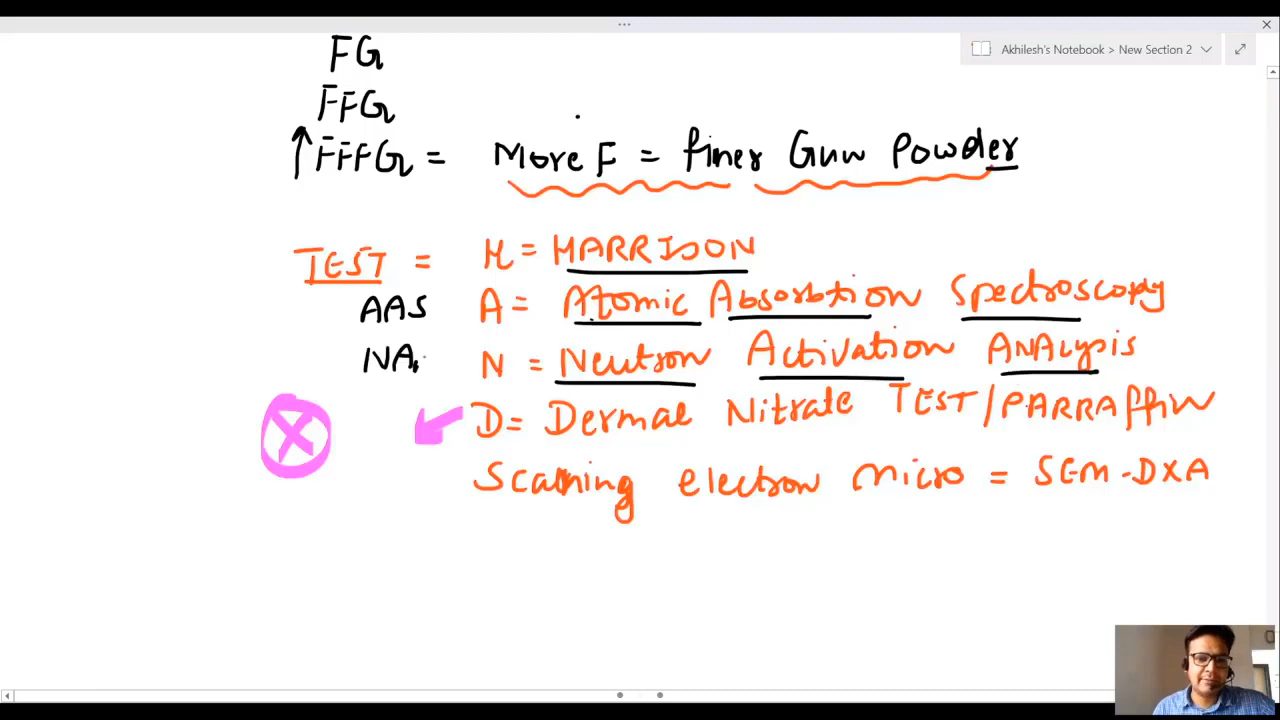 FG
Akhilesh's Notebook > New Section 2
FFG
FFFG = More F = finer Gun Powder
TEST = H = HARRISON
AAS A = Atomic Absorbtion Spectroscopy
NA N = Neutron Activation ANAlysis
X D = Dermal Nitrate TEST/PARRAffin
Scanning electron micro = SEM-DXA